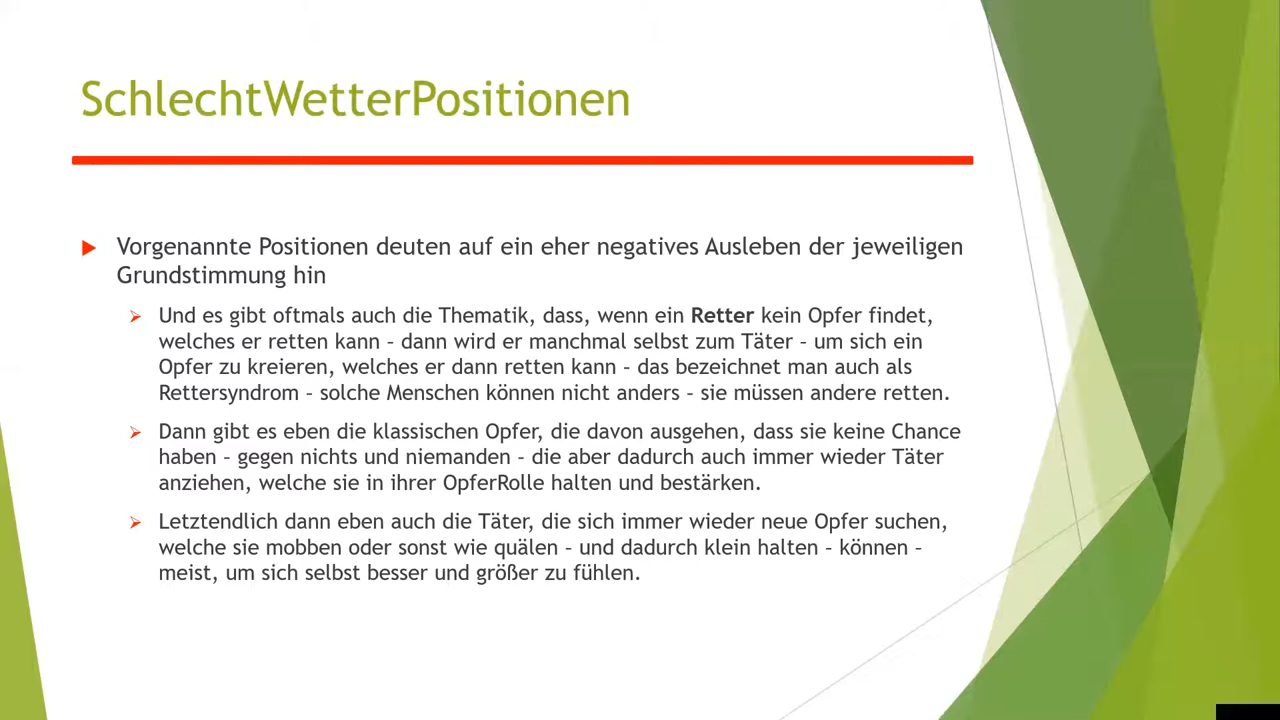 SchlechtWetterPositionen
Vorgenannte Positionen deuten auf ein eher negatives Ausleben der jeweiligen
Grundstimmung hin
Und es gibt oftmals auch die Thematik, dass, wenn ein Retter kein Opfer findet,
welches er retten kann – dann wird er manchmal selbst zum Täter – um sich ein
Opfer zu kreieren, welches er dann retten kann – das bezeichnet man auch als
Rettersyndrom – solche Menschen können nicht anders – sie müssen andere retten.
Dann gibt es eben die klassischen Opfer, die davon ausgehen, dass sie keine Chance
haben – gegen nichts und niemanden – die aber dadurch auch immer wieder Täter
anziehen, welche sie in ihrer OpferRolle halten und bestärken.
Letztendlich dann eben auch die Täter, die sich immer wieder neue Opfer suchen,
welche sie mobben oder sonst wie quälen – und dadurch klein halten – können –
meist, um sich selbst besser und größer zu fühlen.